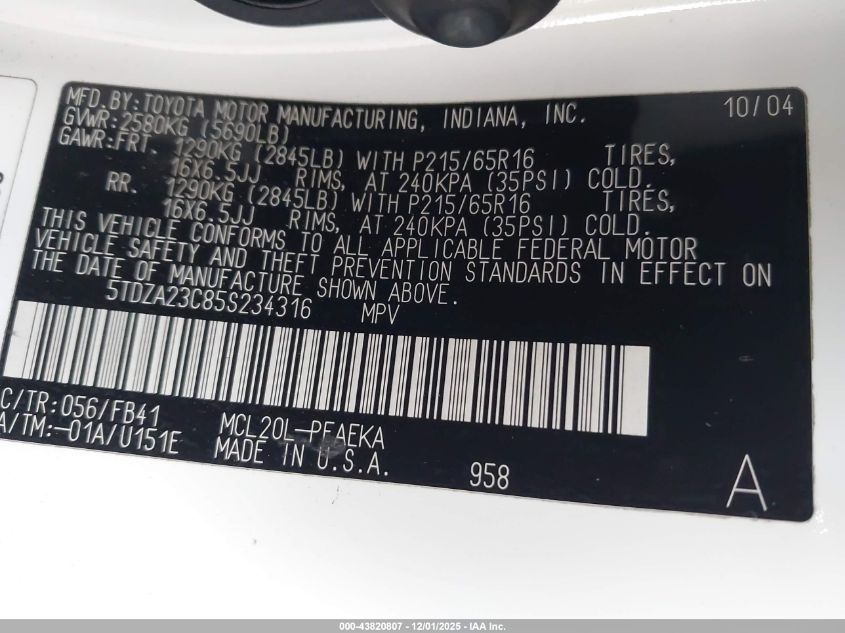 MFD. BY: TOYOTA MOTOR MANUFACTURING, INDIANA, INC. 10/04
GVWR: 2580KG (5690LB)
GAWR: FRT 1290KG (2845LB) WITH P215/65R16 TIRES,
16X6.5JJ RIMS, AT 240KPA (35PSI) COLD.
RR. 1290KG (2845LB) WITH P215/65R16 TIRES,
16X6.5JJ RIMS, AT 240KPA (35PSI) COLD.
THIS VEHICLE CONFORMS TO ALL APPLICABLE FEDERAL MOTOR
VEHICLE SAFETY AND THEFT PREVENTION STANDARDS IN EFFECT ON
THE DATE OF MANUFACTURE SHOWN ABOVE.
5TDZA23C85S234316 MPV
C/TR: 056/FB41 MCL20L-PFAEKA
A/TM: -01A/U151E MADE IN U.S.A. 958 A
000-43820807 - 12/01/2025 - IAA Inc.